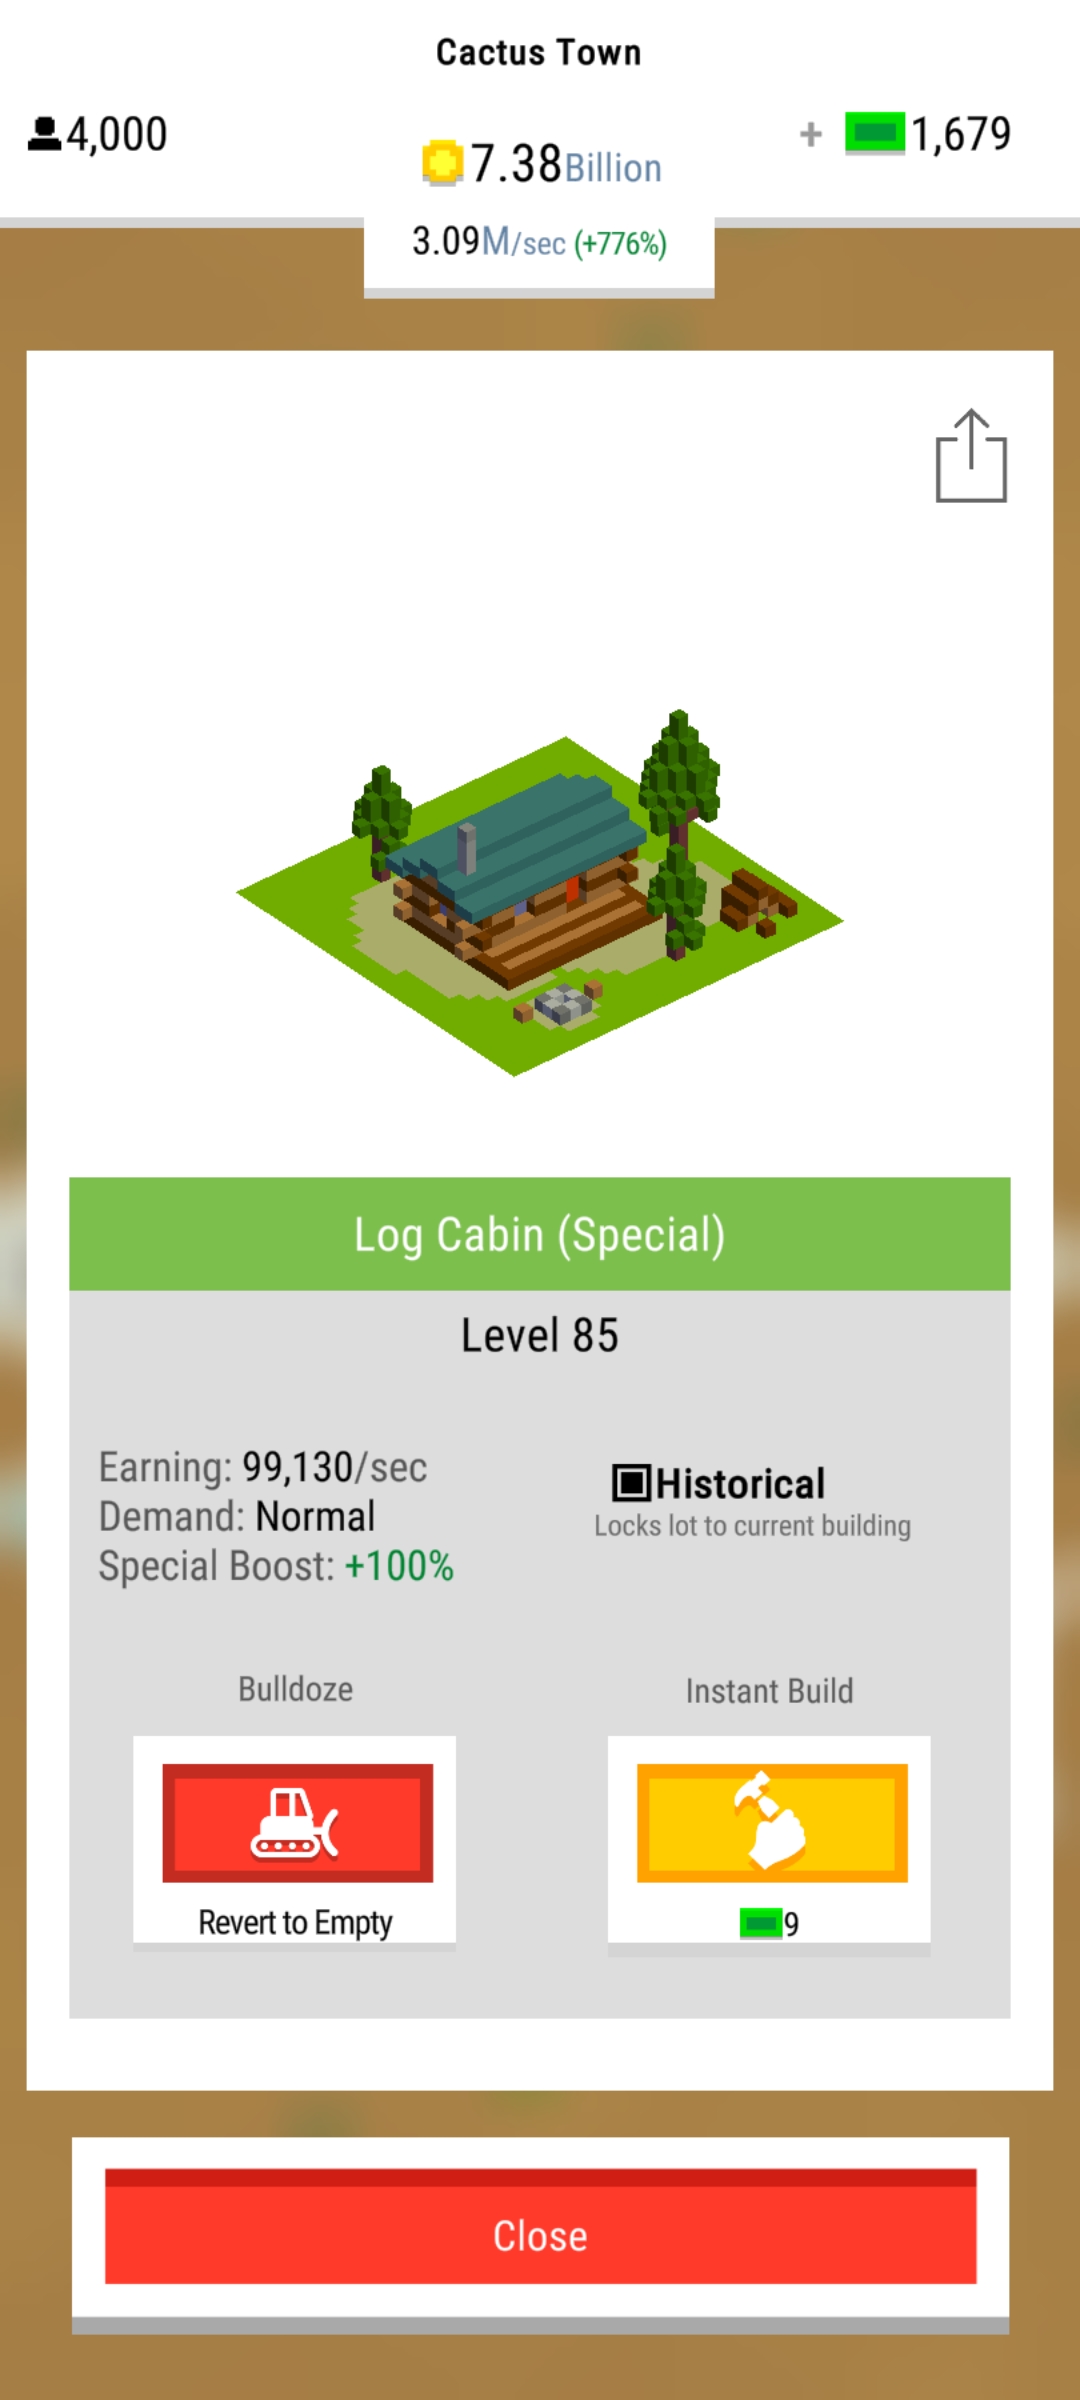 Cactus Town
4,000
7.38Billion
+ 1,679
3.09M/sec (+776%)
Log Cabin (Special)
Level 85
Earning: 99,130/sec
Demand: Normal
Special Boost: +100%
Historical
Locks lot to current building
Bulldoze
Instant Build
Revert to Empty
9
Close